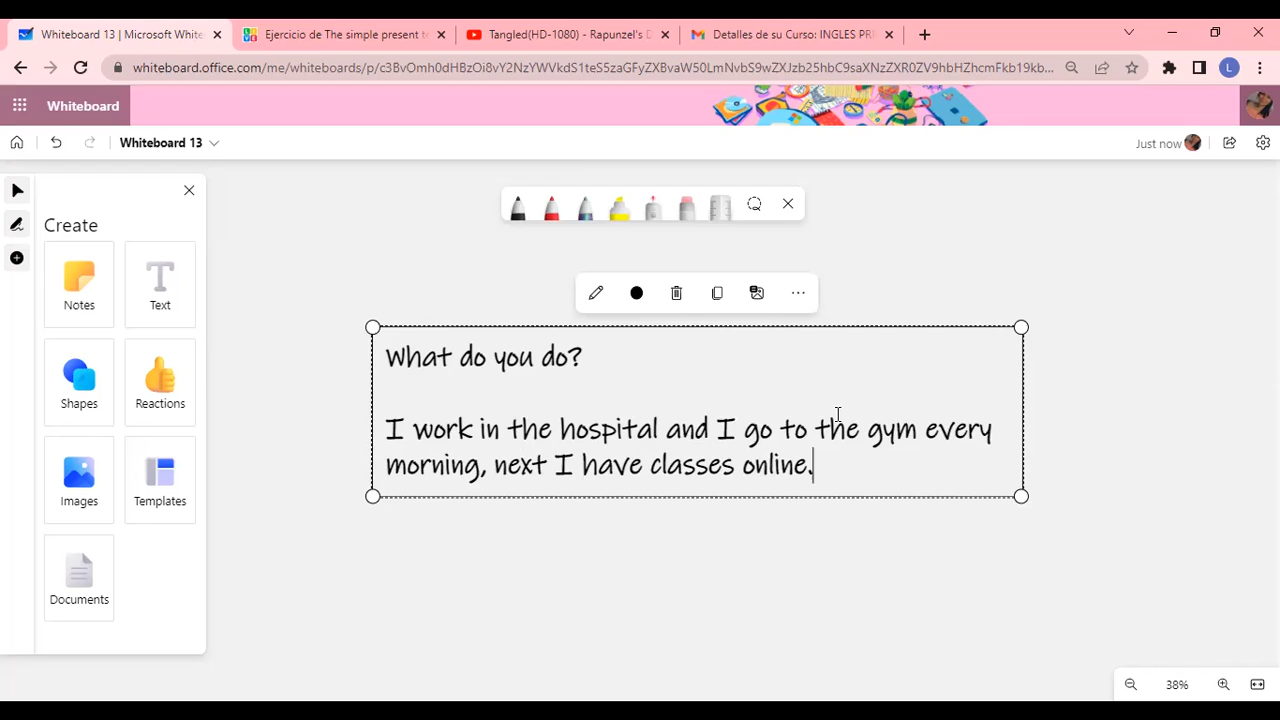 Whiteboard 13 | Microsoft White
Ejercicio de The simple present te
Tangled(HD-1080) - Rapunzel's D
Detalles de su Curso: INGLES PRI
whiteboard.office.com/me/whiteboards/p/c3BvOmh0dHBzOi8vY2NzYWVkdS1teS5zaGFyZXBvaW50LmNvbS9wZXJzb25hbC9saXNzZXR0ZV9hbHZhcmFkb19kb...
L
Whiteboard
Whiteboard 13
Just now
Create
Notes
Text
Shapes
Reactions
Images
Templates
Documents
What do you do?
I work in the hospital and I go to the gym every
morning, next I have classes online.
38%